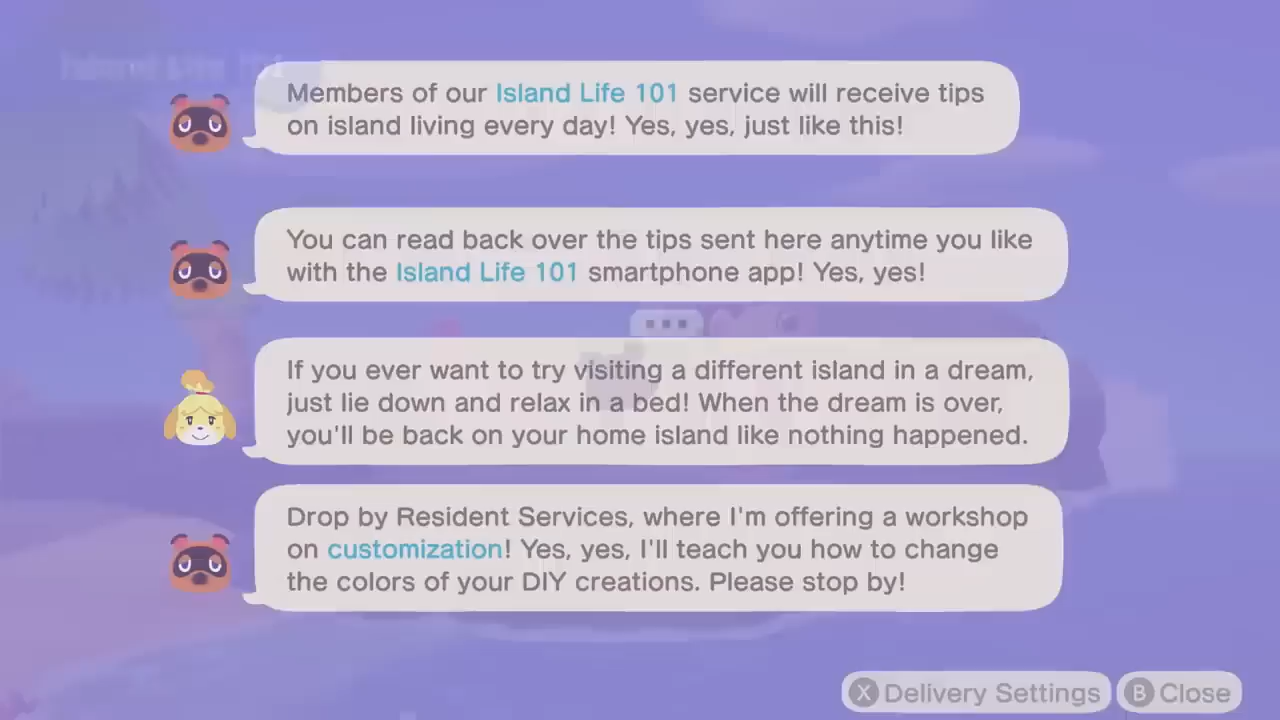 Island Life 101
Members of our Island Life 101 service will receive tips
on island living every day! Yes, yes, just like this!
You can read back over the tips sent here anytime you like
with the Island Life 101 smartphone app! Yes, yes!
If you ever want to try visiting a different island in a dream,
just lie down and relax in a bed! When the dream is over,
you'll be back on your home island like nothing happened.
Drop by Resident Services, where I'm offering a workshop
on customization! Yes, yes, I'll teach you how to change
the colors of your DIY creations. Please stop by!
X Delivery Settings B Close